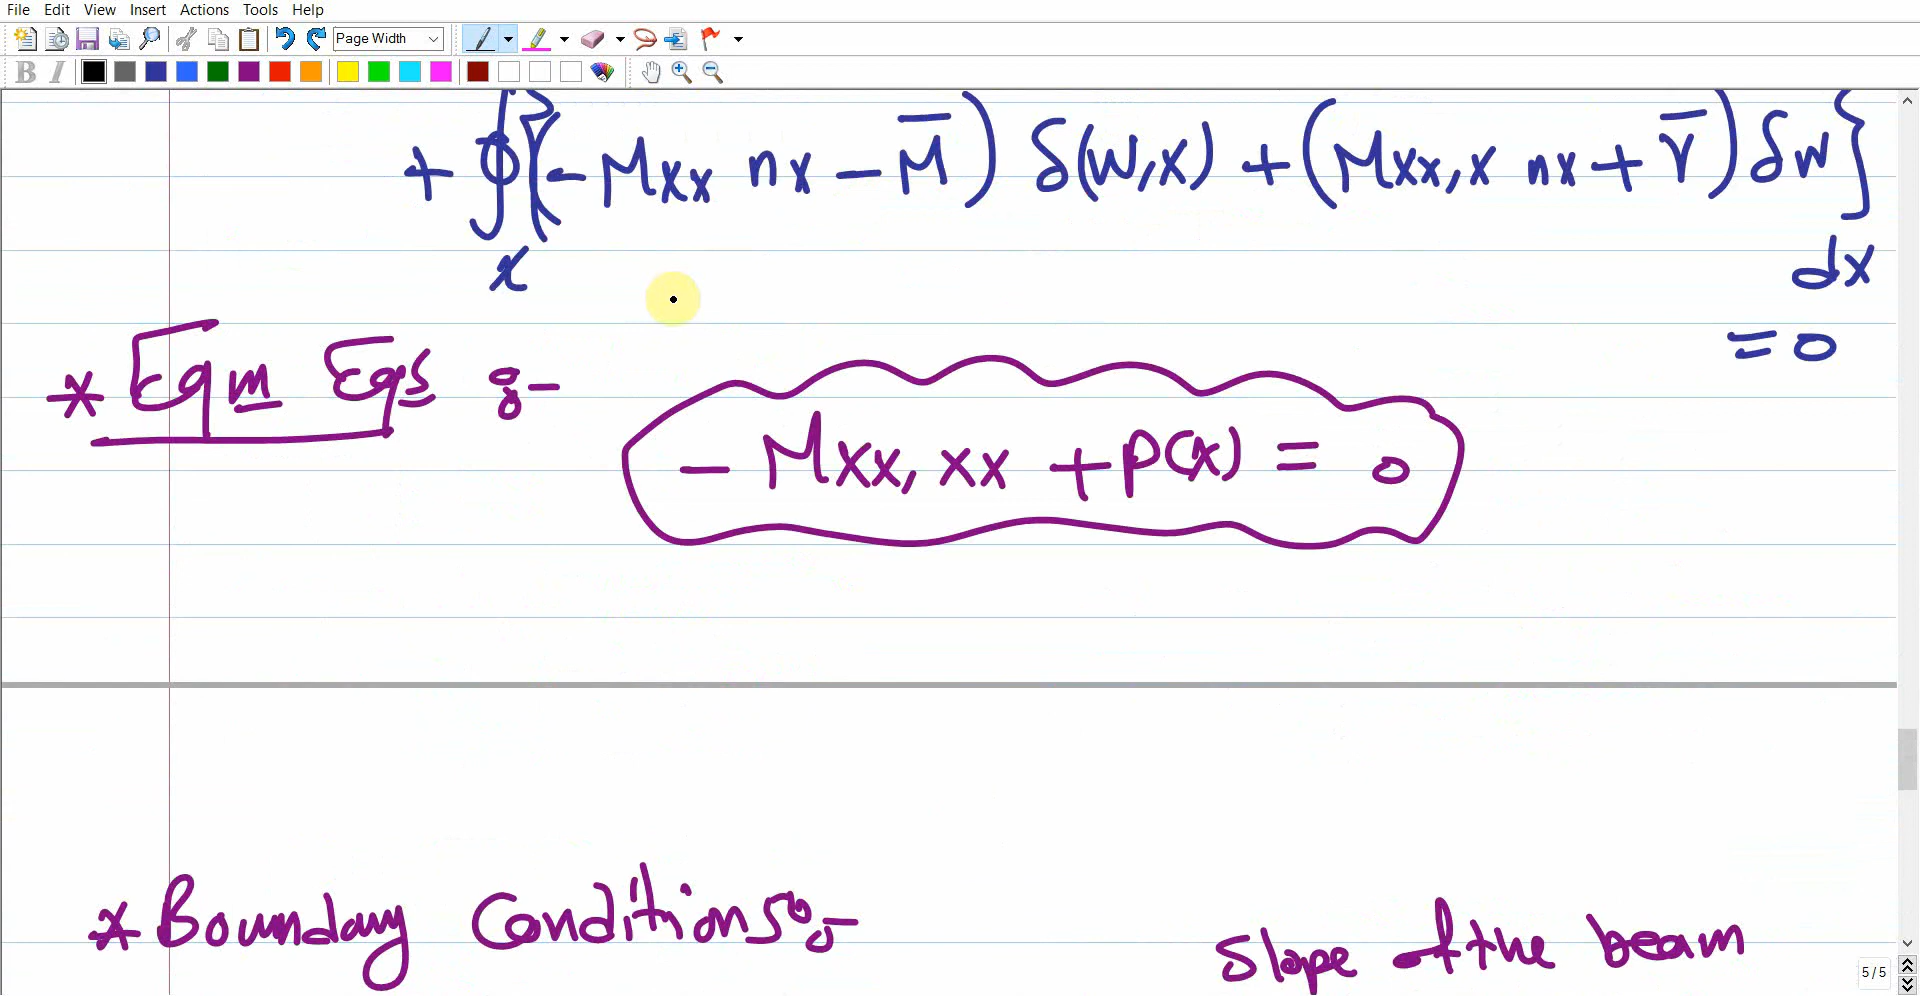 File Edit View Insert Actions Tools Help
Page Width
B I
+ ∮ {(- Mxx nx - M̅) δ(w,x) + (Mxx,x nx + V̅) δw}
x dx
= 0
* Eqm Eqs :-
- Mxx, xx + P(x) = 0
* Boundary Conditions :-
Slope of the beam
5/5